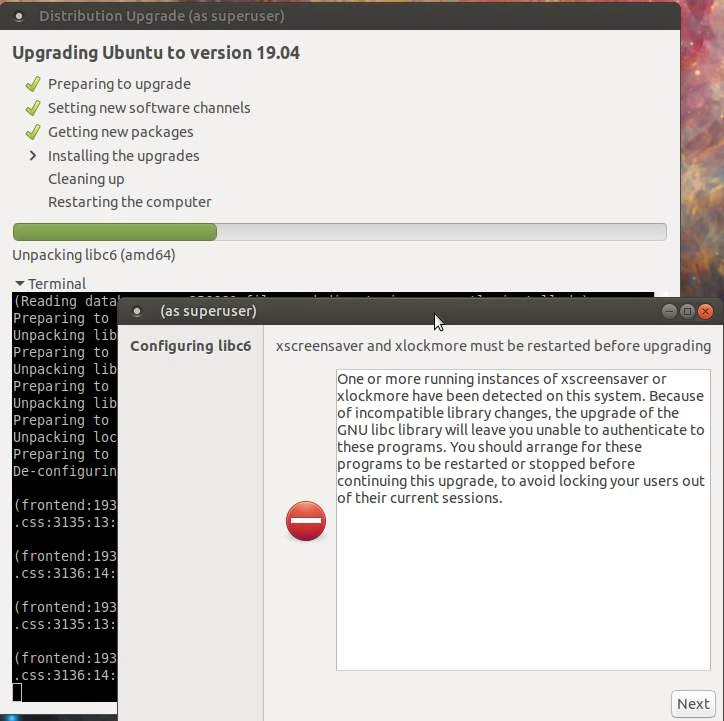 Distribution Upgrade (as superuser)
Upgrading Ubuntu to version 19.04
Preparing to upgrade
Setting new software channels
Getting new packages
Installing the upgrades
Cleaning up
Restarting the computer
Unpacking libc6 (amd64)
Terminal
(Reading datab
Preparing to
Unpacking lib
Preparing to
Unpacking lib
Preparing to
Unpacking lib
Preparing to
Unpacking loc
Preparing to
De-configurin
(frontend:193
.css:3135:13:
(frontend:193
.css:3136:14:
(frontend:193
.css:3135:13:
(frontend:193
.css:3136:14:
(as superuser)
Configuring libc6
xscreensaver and xlockmore must be restarted before upgrading
One or more running instances of xscreensaver or
xlockmore have been detected on this system. Because
of incompatible library changes, the upgrade of the
GNU libc library will leave you unable to authenticate to
these programs. You should arrange for these
programs to be restarted or stopped before
continuing this upgrade, to avoid locking your users out
of their current sessions.
Next